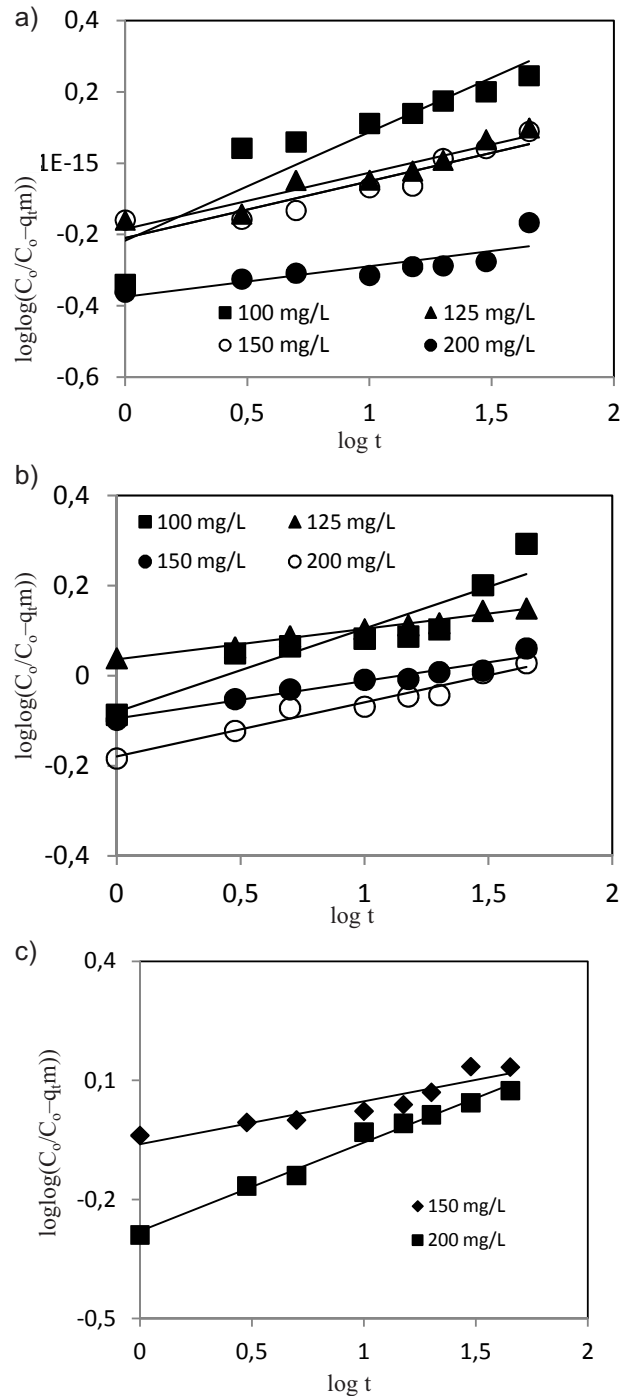 a)
0,4
0,2
1E-15
-0,2
-0,4
-0,6
loglog(Cₒ/Cₒ–qₜm))
100 mg/L
125 mg/L
150 mg/L
200 mg/L
0
0,5
1
1,5
2
log t
b)
0,4
0,2
0
-0,2
-0,4
loglog(Cₒ/Cₒ–qₜm))
100 mg/L
125 mg/L
150 mg/L
200 mg/L
0
0,5
1
1,5
2
log t
c)
0,4
0,1
-0,2
-0,5
loglog(Cₒ/Cₒ–qₜm))
150 mg/L
200 mg/L
0
0,5
1
1,5
2
log t